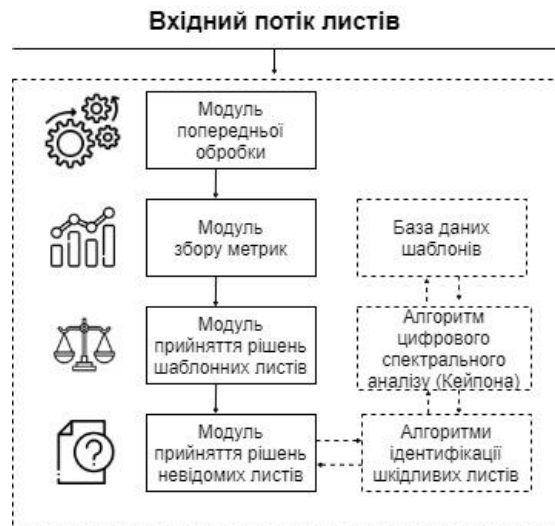 Вхідний потік листів
Модуль
попередньої
обробки
Модуль
збору метрик
База даних
шаблонів
Модуль
прийняття рішень
шаблонних листів
Алгоритм
цифрового
спектрального
аналізу (Кейпона)
Модуль
прийняття рішень
невідомих листів
Алгоритми
ідентифікації
шкідливих листів